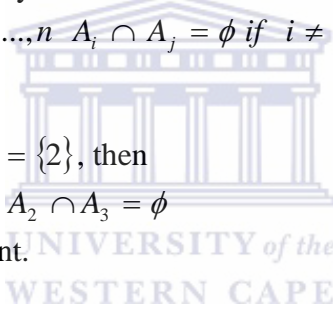 ...,n A_i ∩ A_j = ϕ if i ≠
= {2}, then
A_2 ∩ A_3 = ϕ
nt.
UNIVERSITY of the
WESTERN CAPE